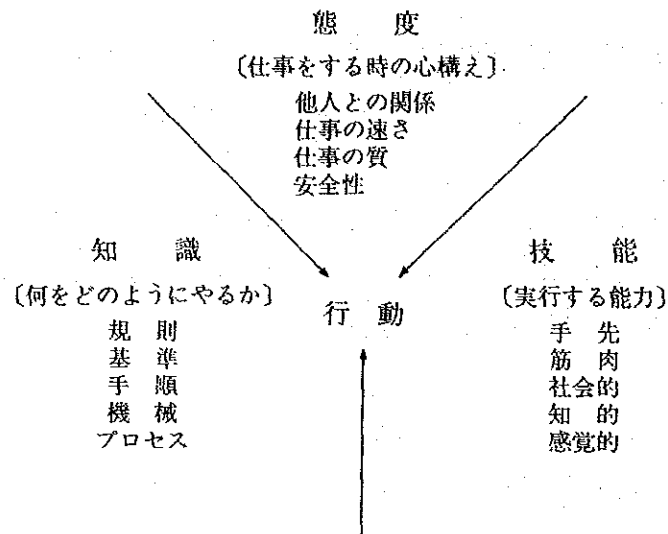 態度
〔仕事をする時の心構え〕
他人との関係
仕事の速さ
仕事の質
安全性
知識
〔何をどのようにやるか〕
規則
基準
手順
機械
プロセス
行動
技能
〔実行する能力〕
手先
筋肉
社会的
知的
感覚的